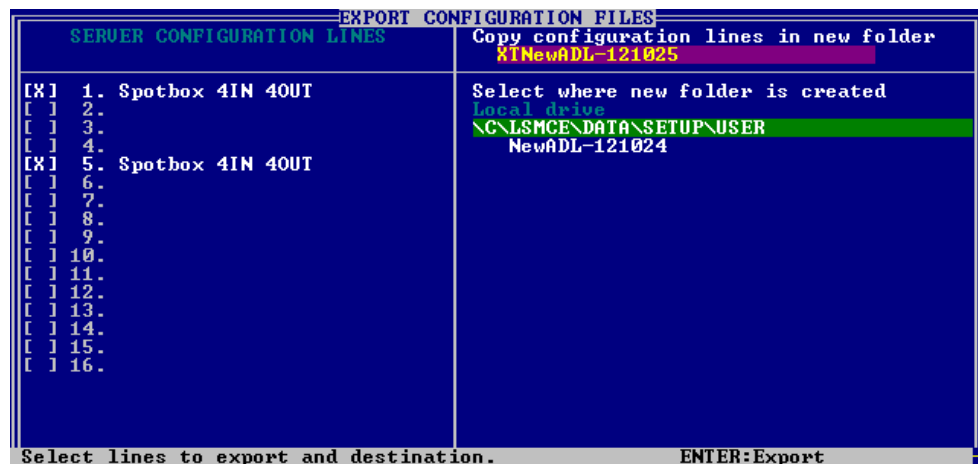 EXPORT CONFIGURATION FILES
SERVER CONFIGURATION LINES
Copy configuration lines in new folder
XTNewADL-121025
[X] 1. Spotbox 4IN 4OUT
[ ] 2.
[ ] 3.
[ ] 4.
[X] 5. Spotbox 4IN 4OUT
[ ] 6.
[ ] 7.
[ ] 8.
[ ] 9.
[ ] 10.
[ ] 11.
[ ] 12.
[ ] 13.
[ ] 14.
[ ] 15.
[ ] 16.
Select where new folder is created
Local drive
\C\LSMCE\DATA\SETUP\USER
NewADL-121024
Select lines to export and destination.
ENTER:Export